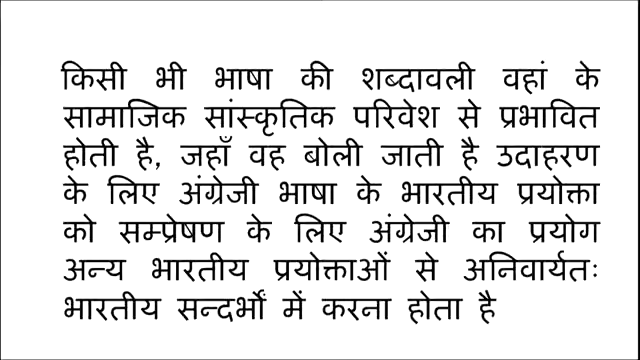 किसी भी भाषा की शब्दावली वहां के
सामाजिक सांस्कृतिक परिवेश से प्रभावित
होती है, जहाँ वह बोली जाती है उदाहरण
के लिए अंग्रेजी भाषा के भारतीय प्रयोक्ता
को सम्प्रेषण के लिए अंग्रेजी का प्रयोग
अन्य भारतीय प्रयोक्ताओं से अनिवार्यतः
भारतीय सन्दर्भों में करना होता है